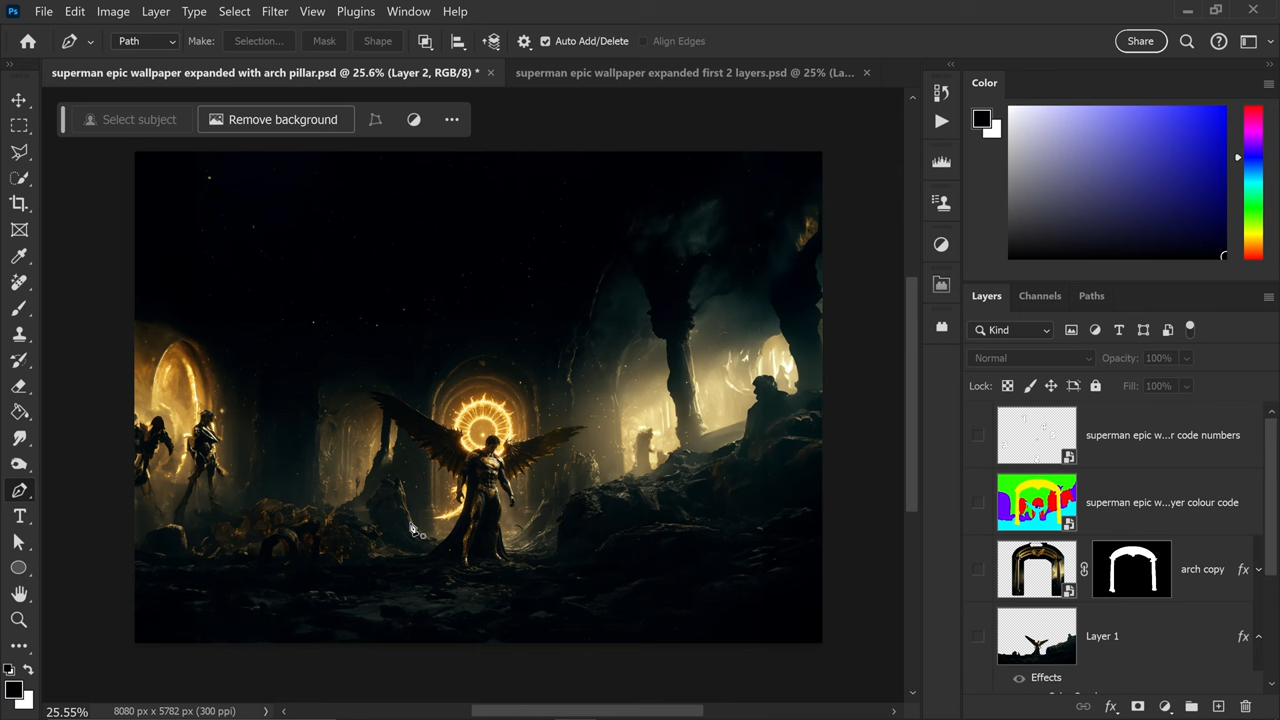 Ps File Edit Image Layer Type Select Filter View Plugins Window Help
Path Make: Selection... Mask Shape Auto Add/Delete Align Edges Share
superman epic wallpaper expanded with arch pillar.psd @ 25.6% (Layer 2, RGB/8) * superman epic wallpaper expanded first 2 layers.psd @ 25% (La...
Select subject Remove background
Color
Layers Channels Paths
Kind
Normal Opacity: 100%
Lock: Fill: 100%
superman epic w...r code numbers
superman epic w...yer colour code
arch copy fx
Layer 1 fx
Effects
25.55% 8080 px x 5782 px (300 ppi)
fx